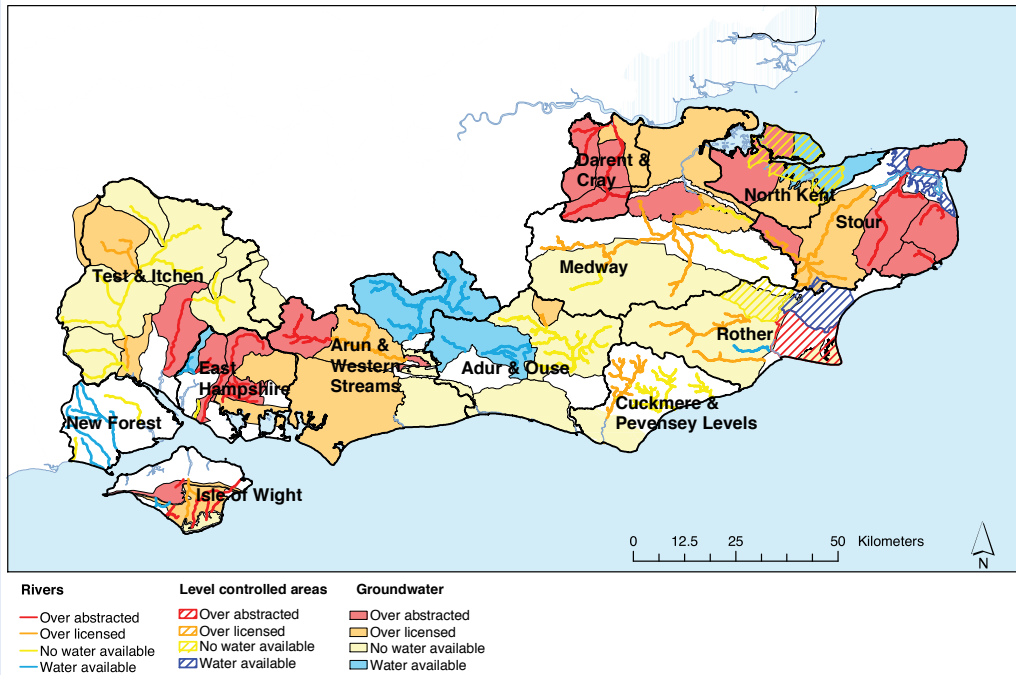 Darent &
Cray
North Kent
Stour
Test & Itchen
Medway
Rother
Arun &
Western
Streams
East
Hampshire
Adur & Ouse
Cuckmere &
Pevensey Levels
New Forest
Isle of Wight
0 12.5 25 50 Kilometers
N
Rivers
Over abstracted
Over licensed
No water available
Water available
Level controlled areas
Over abstracted
Over licensed
No water available
Water available
Groundwater
Over abstracted
Over licensed
No water available
Water available